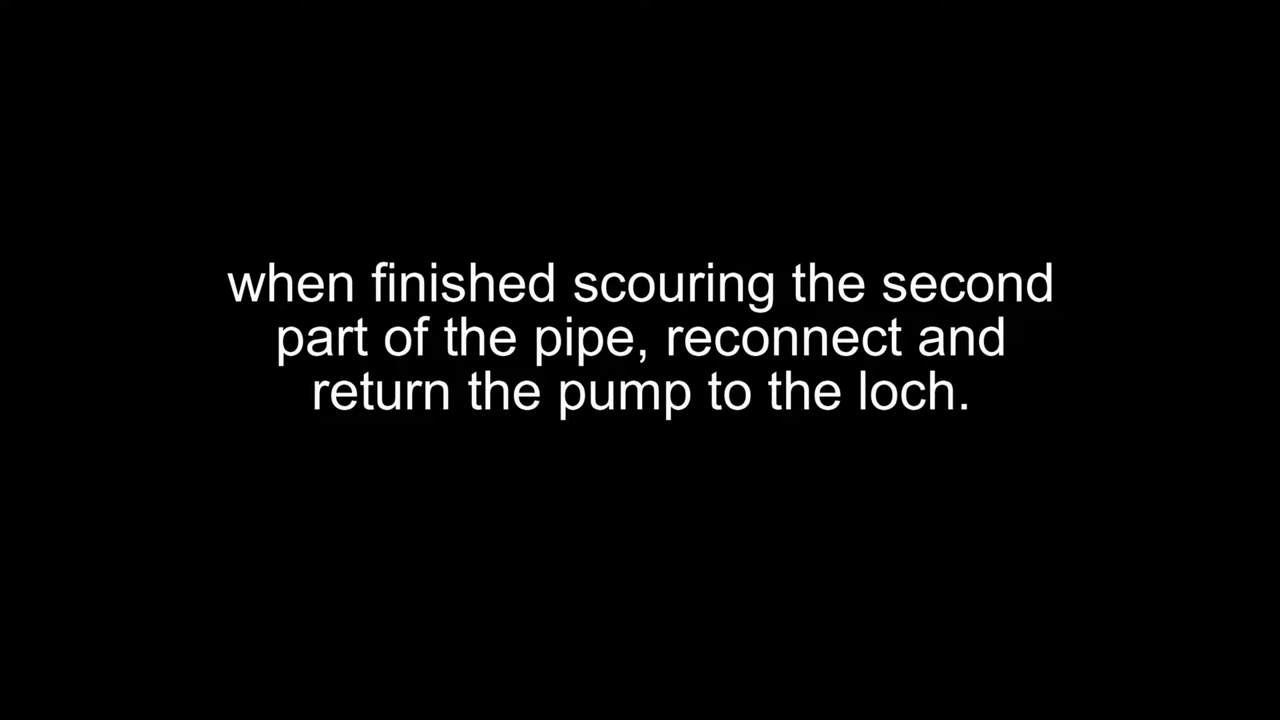 when finished scouring the second
part of the pipe, reconnect and
return the pump to the loch.